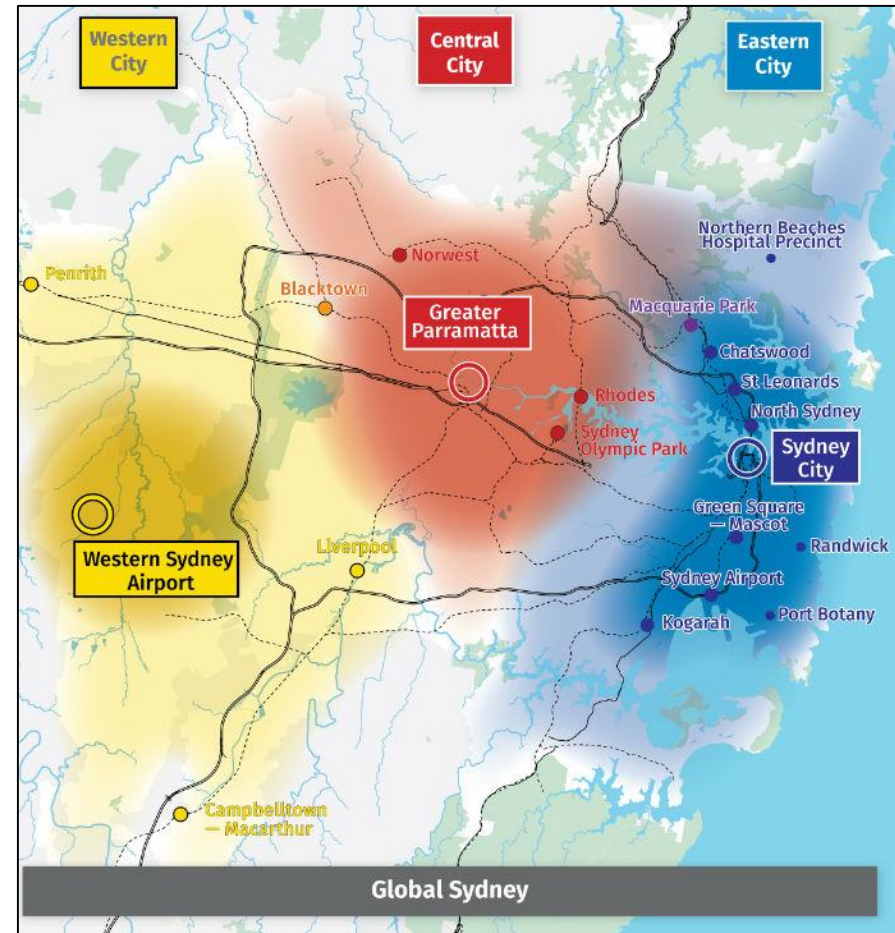 Western
City
Central
City
Eastern
City
Northern Beaches
Hospital Precinct
Norwest
Penrith
Blacktown
Greater
Parramatta
Macquarie Park
Chatswood
St Leonards
Rhodes
North Sydney
Sydney
Olympic Park
Sydney
City
Green Square
— Mascot
Randwick
Liverpool
Western Sydney
Airport
Sydney Airport
Port Botany
Kogarah
Campbelltown
— Macarthur
Global Sydney